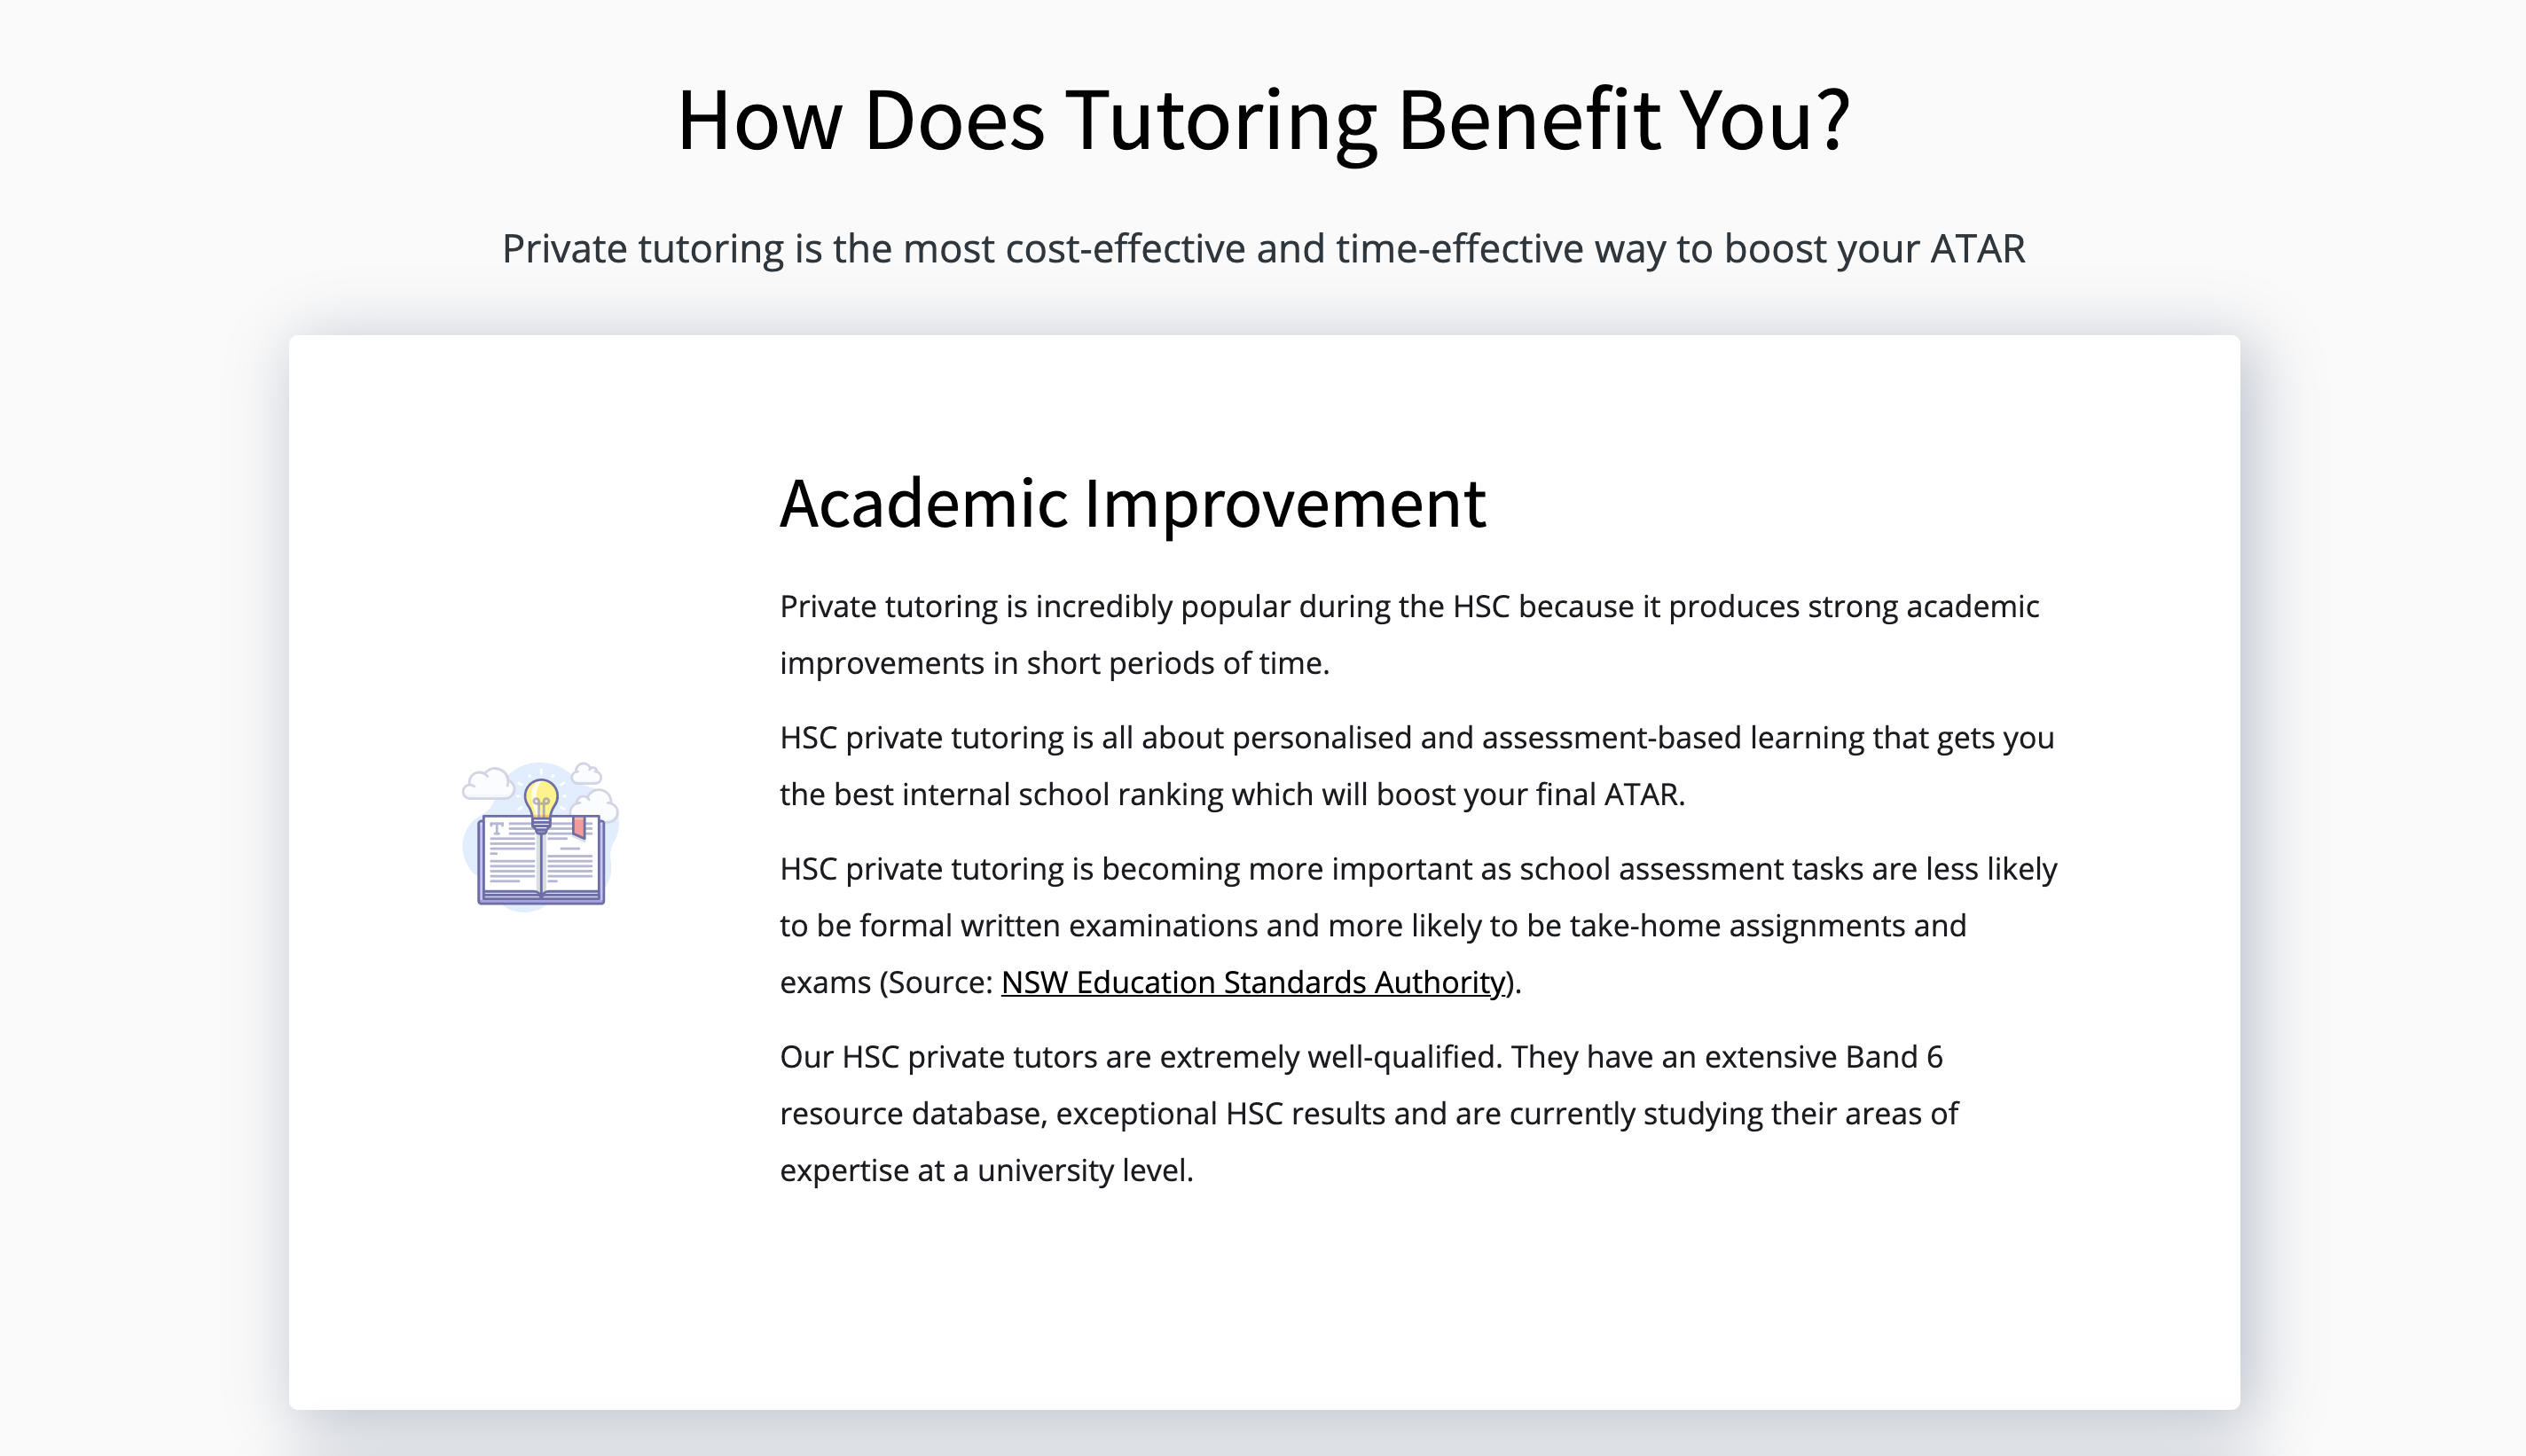 How Does Tutoring Benefit You?
Private tutoring is the most cost-effective and time-effective way to boost your ATAR
Academic Improvement
Private tutoring is incredibly popular during the HSC because it produces strong academic
improvements in short periods of time.
HSC private tutoring is all about personalised and assessment-based learning that gets you
the best internal school ranking which will boost your final ATAR.
HSC private tutoring is becoming more important as school assessment tasks are less likely
to be formal written examinations and more likely to be take-home assignments and
exams (Source: NSW Education Standards Authority).
Our HSC private tutors are extremely well-qualified. They have an extensive Band 6
resource database, exceptional HSC results and are currently studying their areas of
expertise at a university level.
T